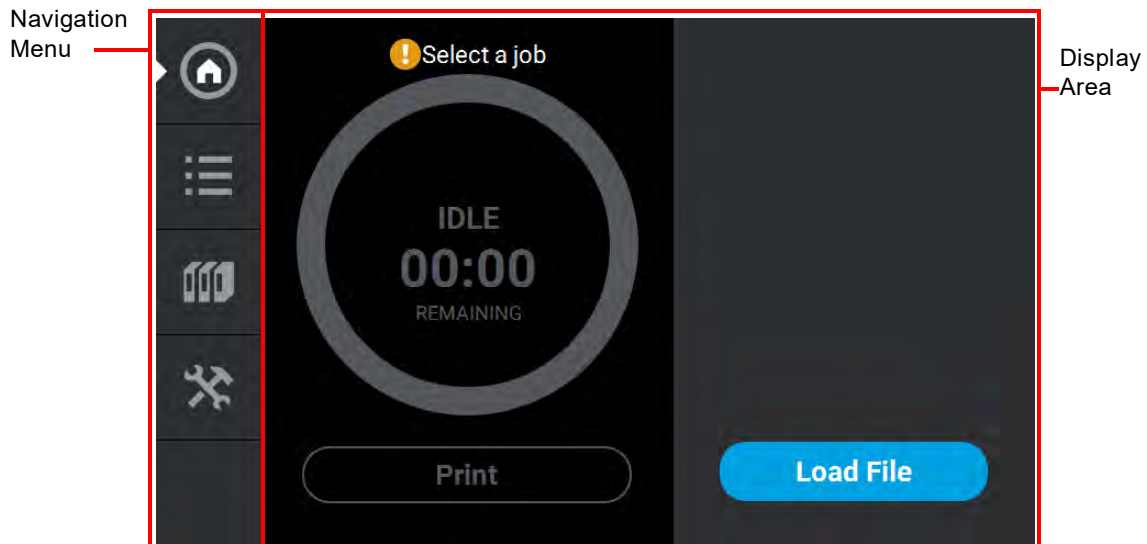 Navigation
Menu
Select a job
Display
Area
IDLE
00:00
REMAINING
Print
Load File